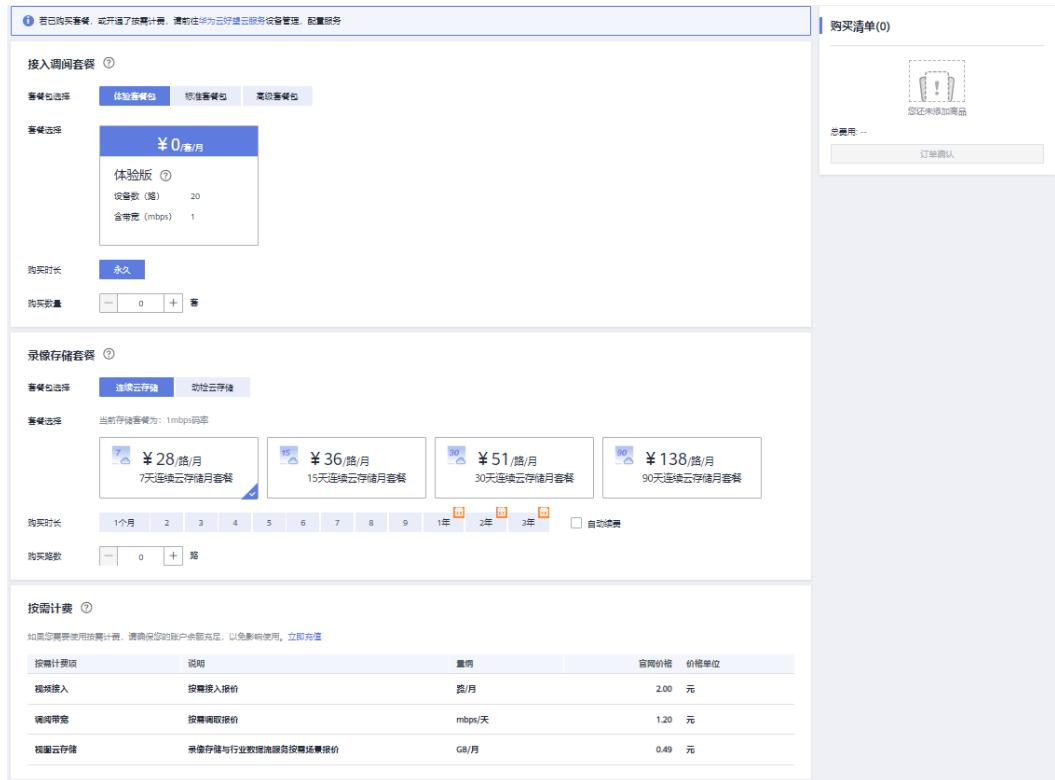 若已购买套餐，或开通了按需计费，请前往华为云好望云服务设备管理，配置服务
接入调阅套餐
套餐包选择 体验套餐包 标准套餐包 高级套餐包
套餐选择
¥0/套/月
体验版
设备数（路） 20
含带宽（mbps） 1
购买时长 永久
购买数量 0 套
录像存储套餐
套餐包选择 连续云存储 动检云存储
套餐选择 当前存储套餐为：1mbps码率
7 ¥28/路/月
7天连续云存储月套餐
15 ¥36/路/月
15天连续云存储月套餐
30 ¥51/路/月
30天连续云存储月套餐
90 ¥138/路/月
90天连续云存储月套餐
购买时长 1个月 2 3 4 5 6 7 8 9 1年 2年 3年 自动续费
购买路数 0 路
按需计费
如果您需要使用按需计费，请确保您的账户余额充足，以免影响使用。立即充值
按需计费项 说明 量纲 官网价格 价格单位
视频接入 按需接入报价 路/月 2.00 元
调阅带宽 按需调取报价 mbps/天 1.20 元
视图云存储 录像存储与行业数据流服务按需场景报价 GB/月 0.49 元
购买清单(0)
您还未添加商品
总费用: --
订单确认